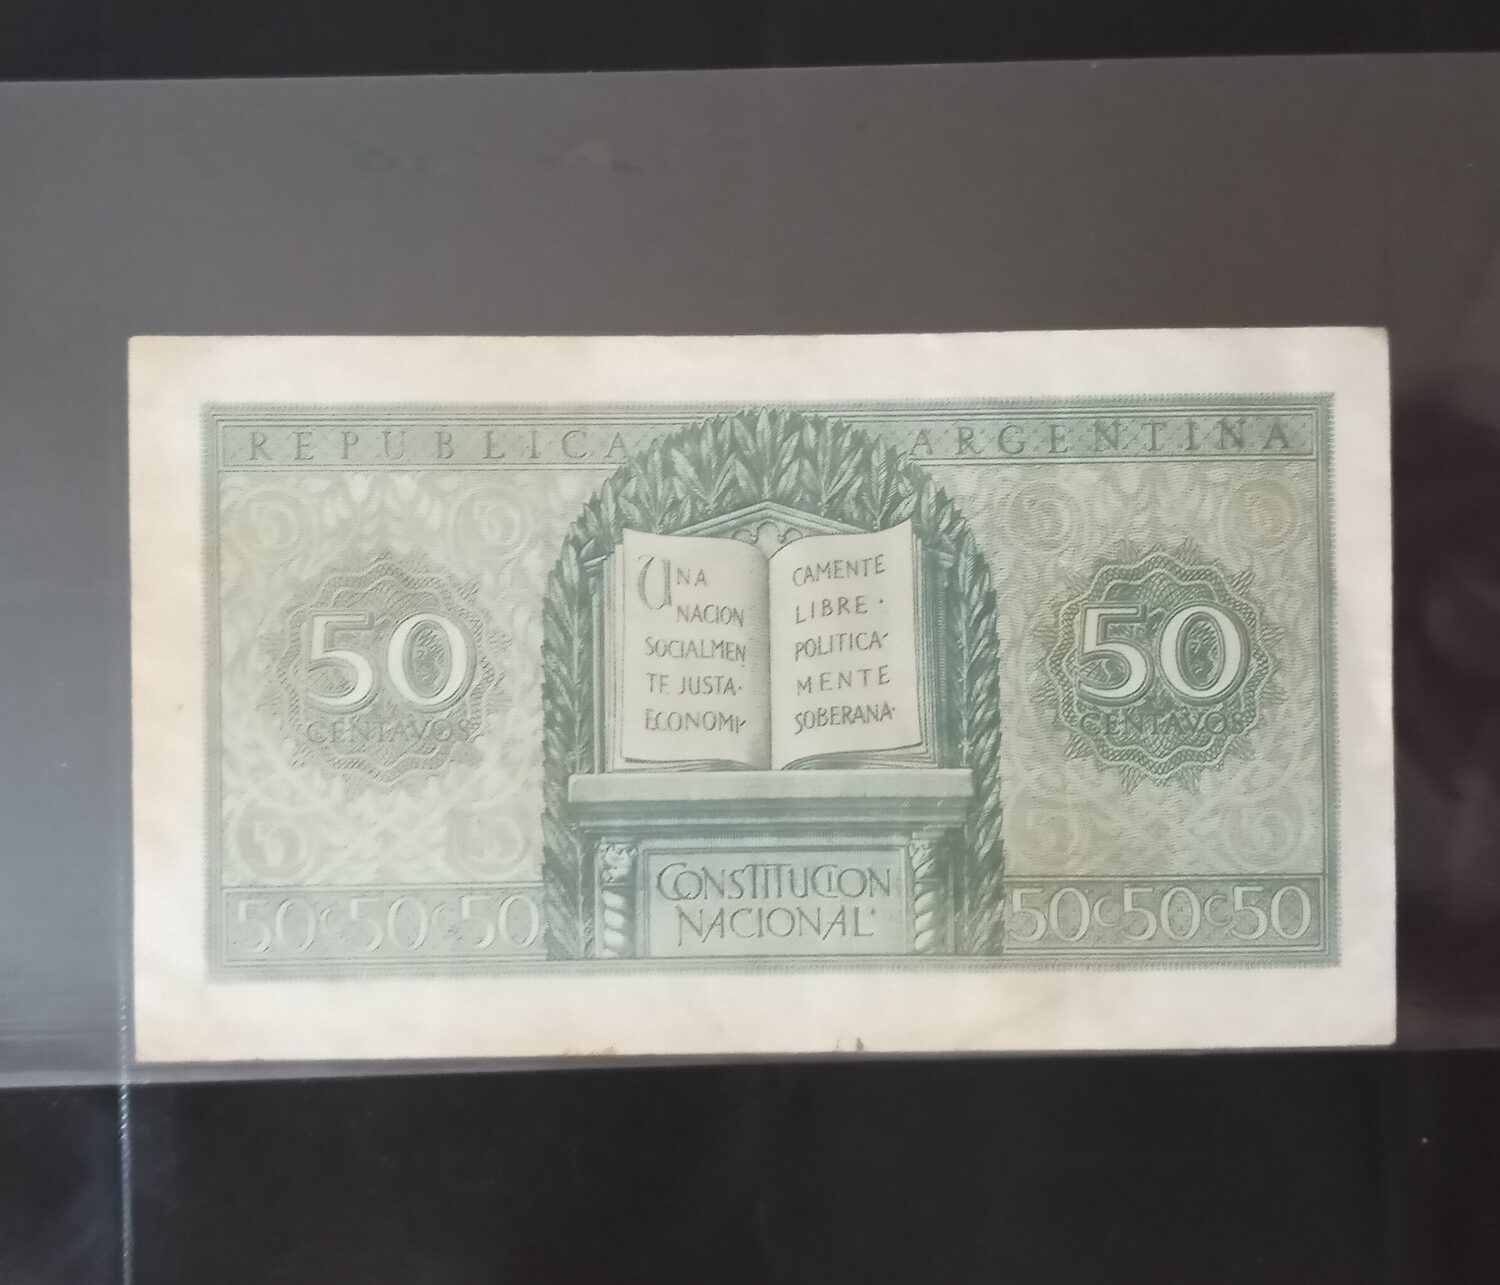 REPUBLICA ARGENTINA
UNA
NACION
SOCIALMEN
TE JUSTA·
ECONOMI-
CAMENTE
LIBRE·
POLITICA-
MENTE
SOBERANA·
50
CENTAVOS
50
CENTAVOS
CONSTITUCION
NACIONAL·
50C50C50
50C50C50